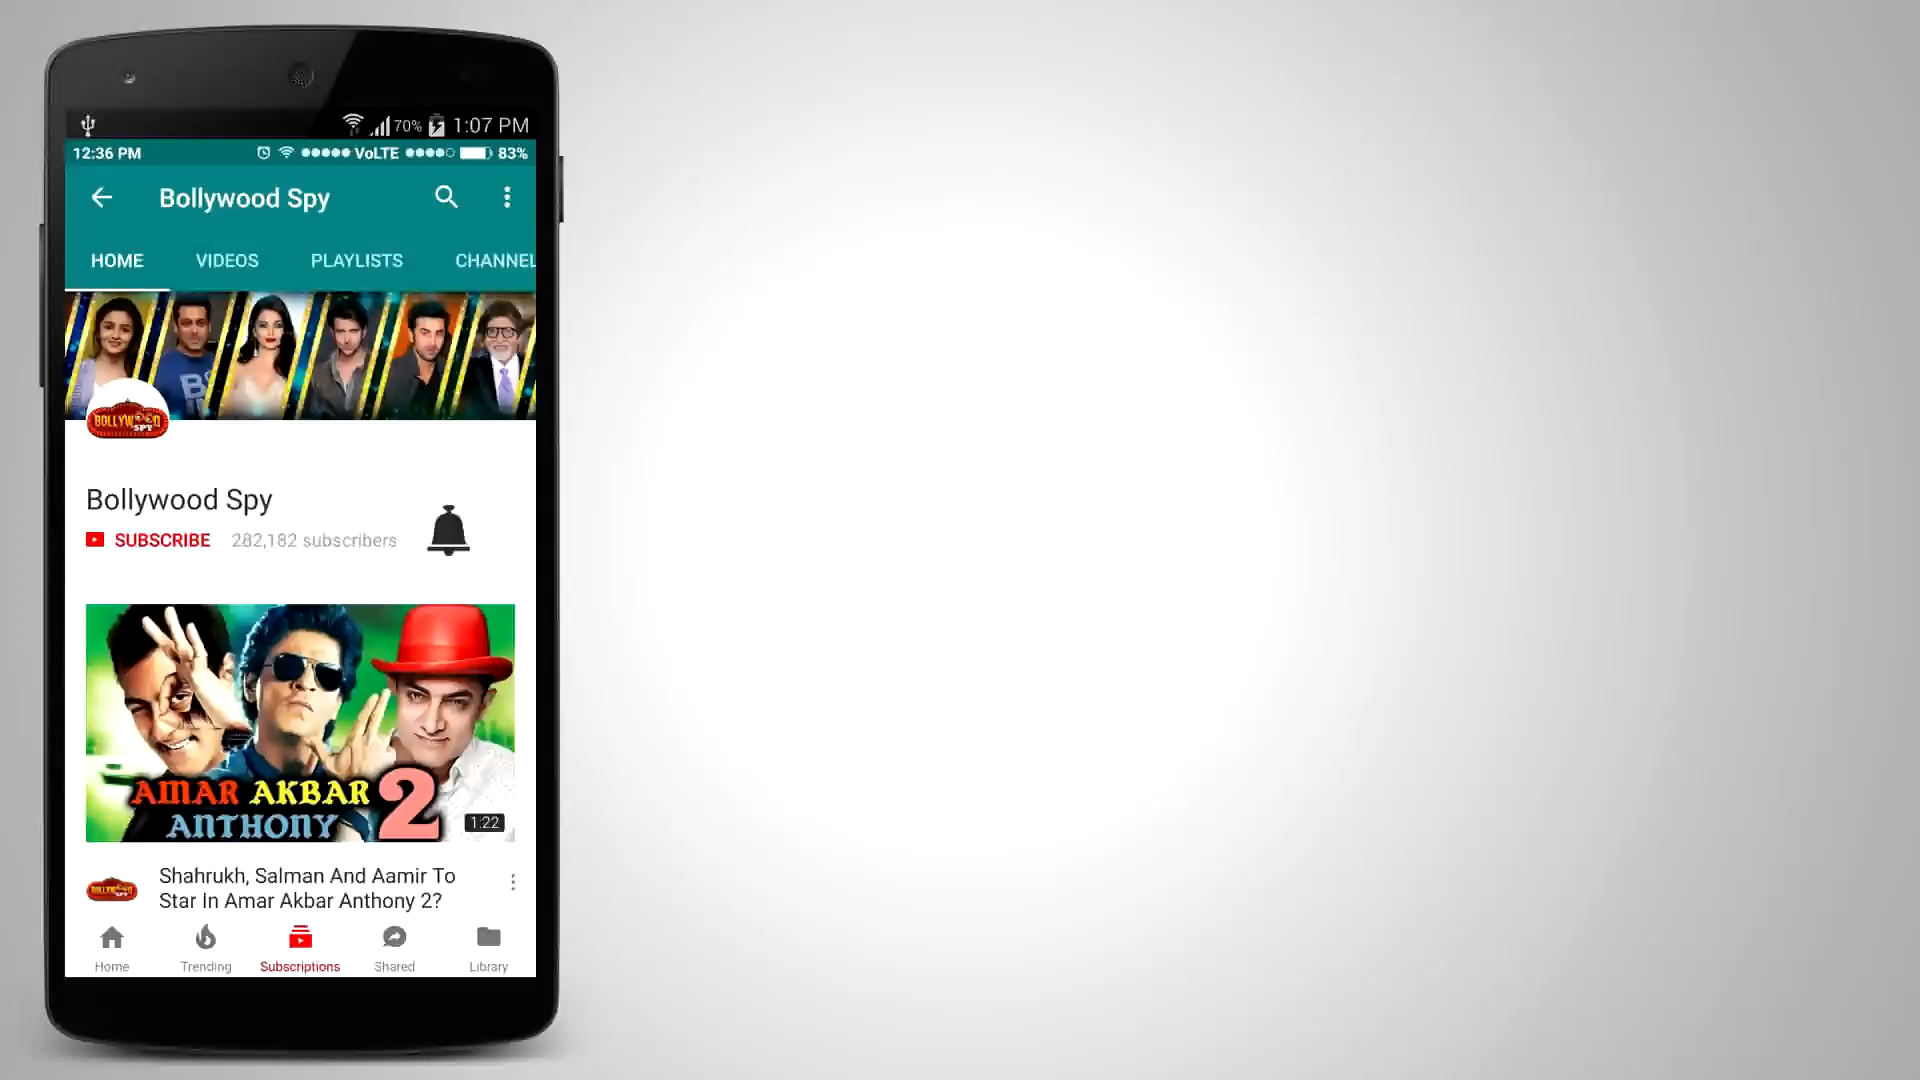 70% 1:07 PM
12:36 PM VoLTE 83%
Bollywood Spy
HOME VIDEOS PLAYLISTS CHANNEL
BOLLYWOOD
SPY
Bollywood Spy
SUBSCRIBE 282,182 subscribers
AMAR AKBAR 2
ANTHONY
1:22
Shahrukh, Salman And Aamir To
Star In Amar Akbar Anthony 2?
Home Trending Subscriptions Shared Library